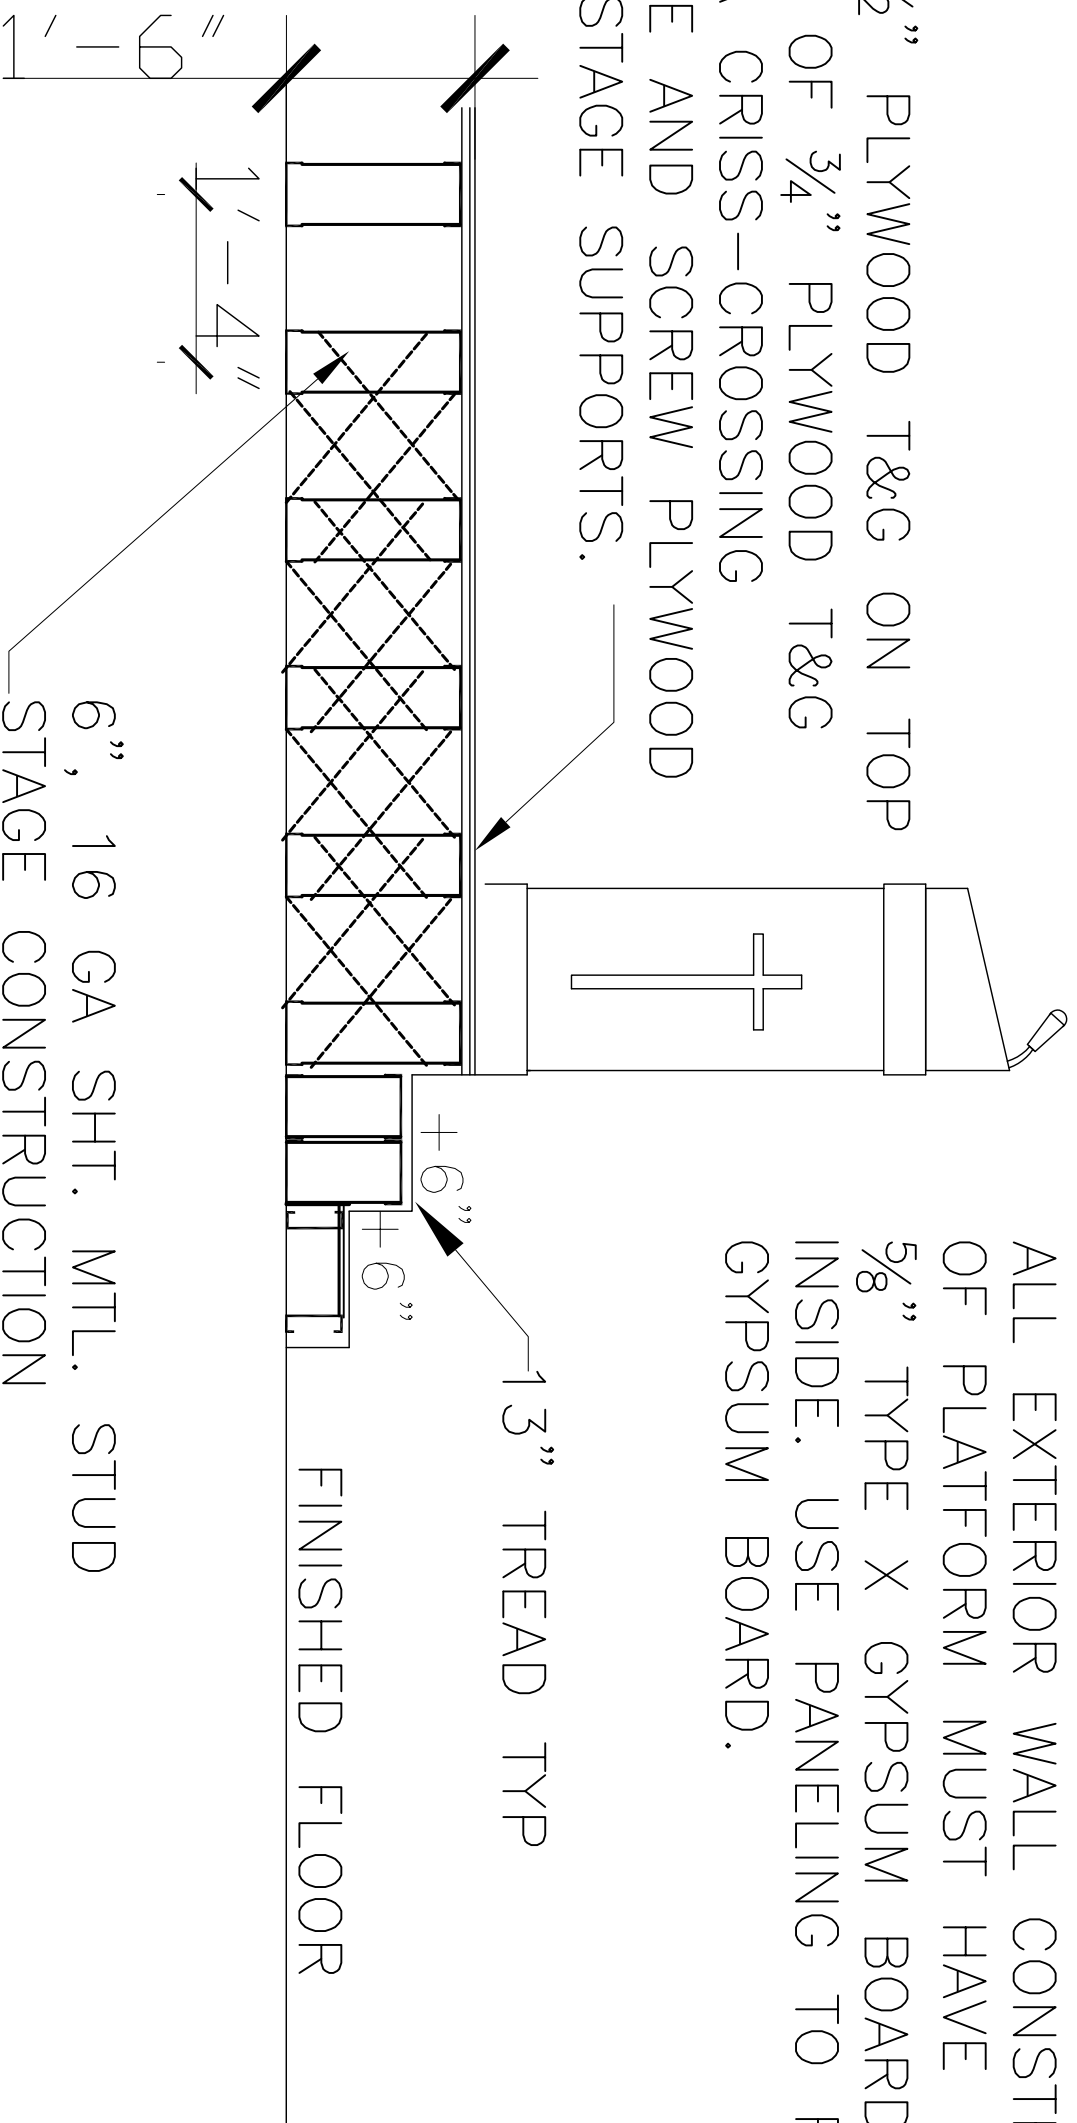 ½" PLYWOOD T&G ON TOP
OF ¾" PLYWOOD T&G
CRISS-CROSSING
AND SCREW PLYWOOD
STAGE SUPPORTS.
ALL EXTERIOR WALL
OF PLATFORM MUST HAVE
⅝" TYPE X GYPSUM BOARD
INSIDE. USE PANELING TO
GYPSUM BOARD.
13" TREAD TYP
+6"
+6"
FINISHED FLOOR
1'-6"
1'-4"
6", 16 GA SHT. MTL. STUD
STAGE CONSTRUCTION